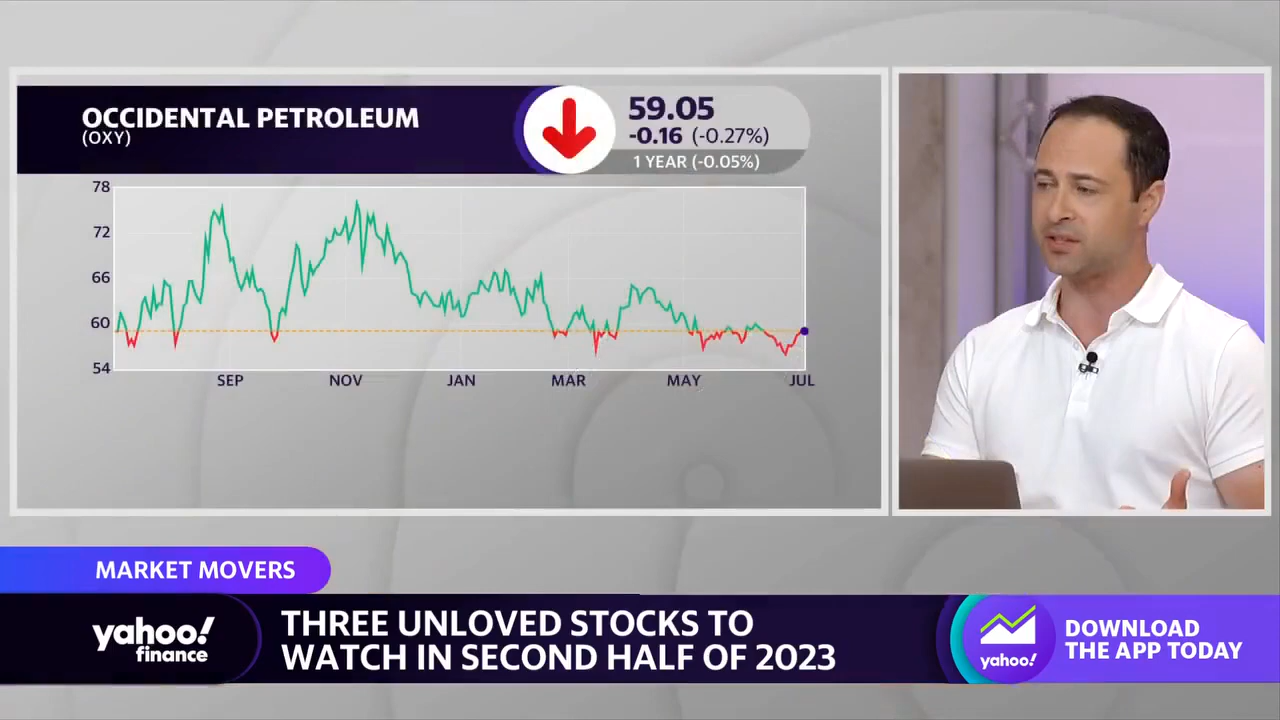 OCCIDENTAL PETROLEUM
(OXY)
59.05
-0.16 (-0.27%)
1 YEAR (-0.05%)
78
72
66
60
54
SEP NOV JAN MAR MAY JUL
MARKET MOVERS
yahoo!
finance
THREE UNLOVED STOCKS TO
WATCH IN SECOND HALF OF 2023
yahoo!
DOWNLOAD
THE APP TODAY